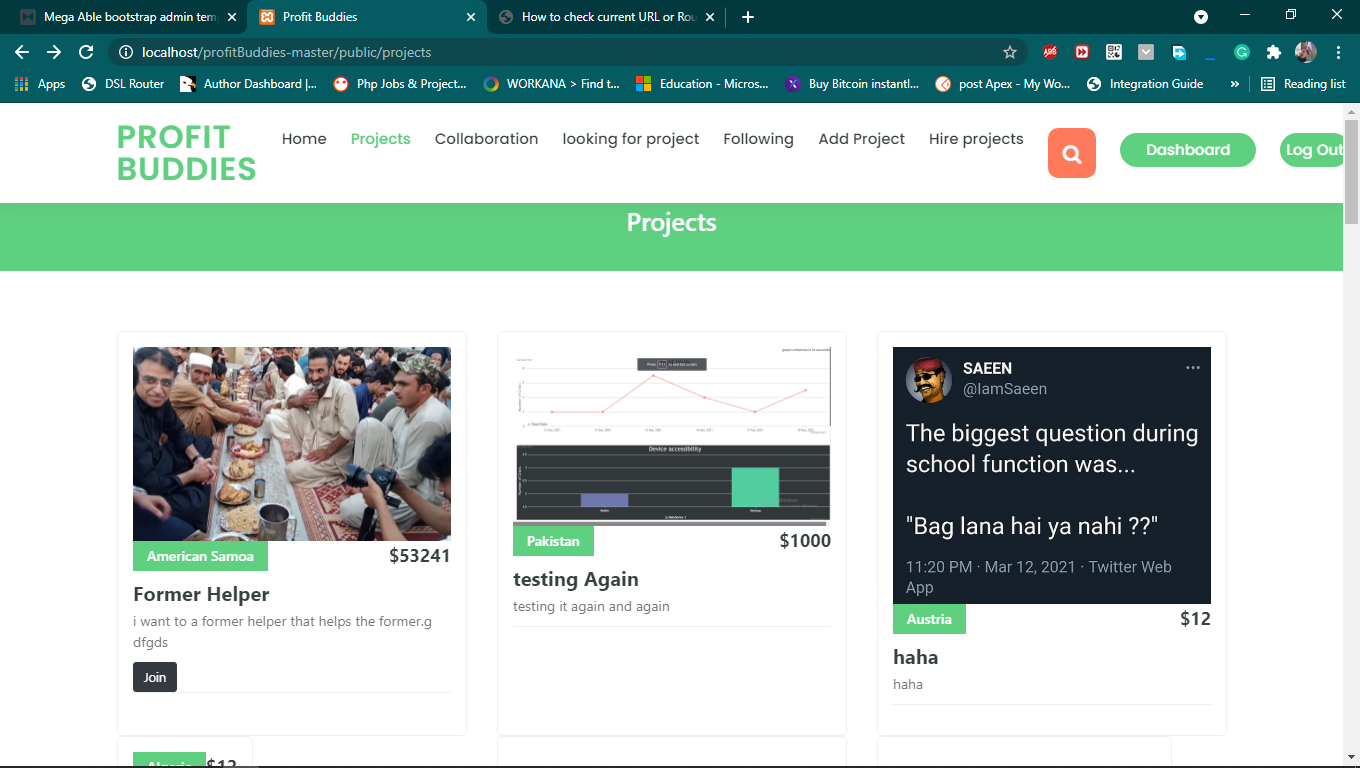 Mega Able bootstrap admin tem
Profit Buddies
How to check current URL or Rou
localhost/profitBuddies-master/public/projects
Apps
DSL Router
Author Dashboard |...
Php Jobs & Project...
WORKANA > Find t...
Education - Micros...
Buy Bitcoin instantl...
post Apex - My Wo...
Integration Guide
»
Reading list
PROFIT
BUDDIES
Home
Projects
Collaboration
looking for project
Following
Add Project
Hire projects
Dashboard
Log Out
Projects
American Samoa
$53241
Former Helper
i want to a former helper that helps the former.g
dfgds
Join
Device accessibility
Pakistan
$1000
testing Again
testing it again and again
SAEEN
@IamSaeen
The biggest question during
school function was...
"Bag lana hai ya nahi ??"
11:20 PM · Mar 12, 2021 · Twitter Web
App
Austria
$12
haha
haha
Algeria
$12